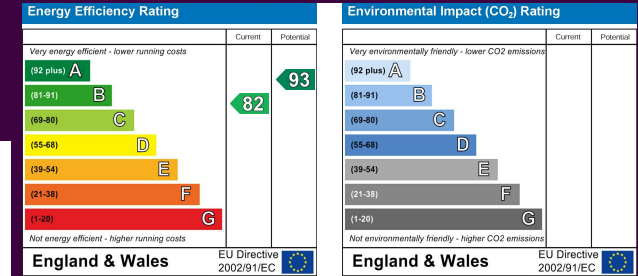 Energy Efficiency Rating
Current Potential
Very energy efficient - lower running costs
(92 plus) A
(81-91) B
(69-80) C
(55-68) D
(39-54) E
(21-38) F
(1-20) G
82
93
Not energy efficient - higher running costs
England & Wales
EU Directive
2002/91/EC
Environmental Impact (CO₂) Rating
Current Potential
Very environmentally friendly - lower CO2 emissions
(92 plus) A
(81-91) B
(69-80) C
(55-68) D
(39-54) E
(21-38) F
(1-20) G
Not environmentally friendly - higher CO2 emissions
England & Wales
EU Directive
2002/91/EC